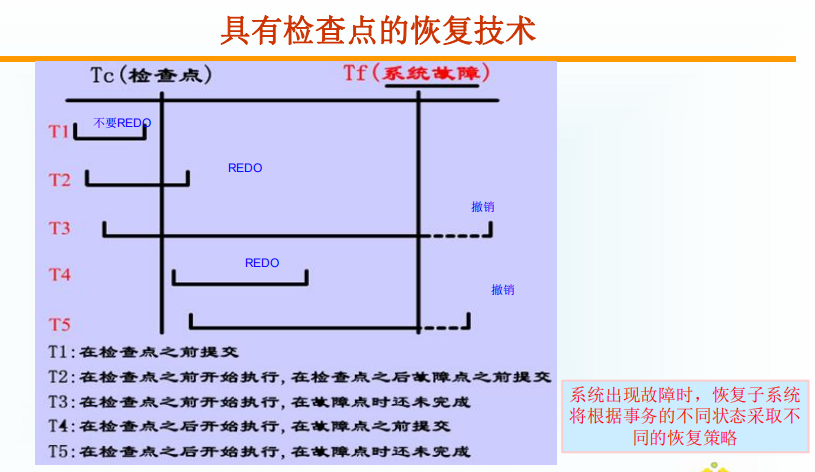 具有检查点的恢复技术
Tc(检查点) Tf(系统故障)
T1 不要REDO
T2 REDO
T3 撤销
T4 REDO
T5 撤销
T1:在检查点之前提交
T2:在检查点之前开始执行,在检查点之后故障点之前提交
T3:在检查点之前开始执行,在故障点时还未完成
T4:在检查点之后开始执行,在故障点之前提交
T5:在检查点之后开始执行,在故障点时还未完成
系统出现故障时，恢复子系统
将根据事务的不同状态采取不
同的恢复策略